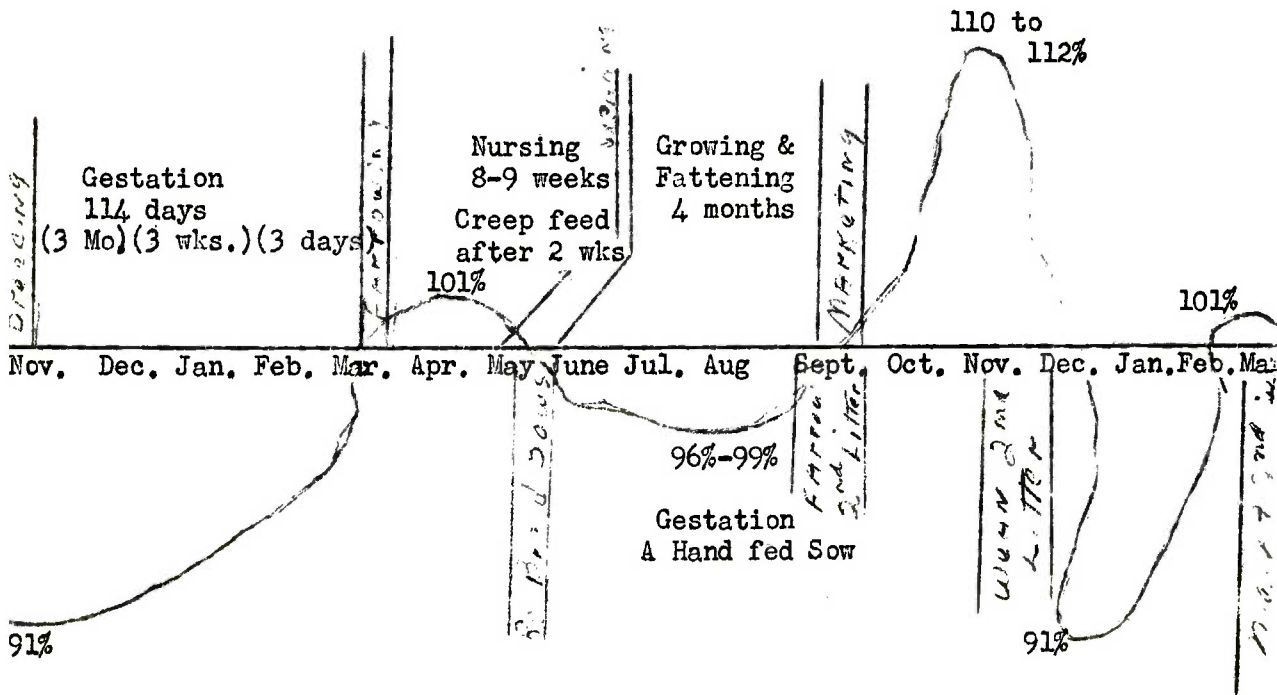 110 to
112%
Breeding
Gestation
114 days
(3 Mo)(3 wks.)(3 days)
Farrowing
Nursing
8-9 weeks
Creep feed
after 2 wks
Growing &
Fattening
4 months
Marketing
101%
101%
Nov. Dec. Jan. Feb. Mar. Apr. May June Jul. Aug Sept. Oct. Nov. Dec. Jan. Feb. Mar
96%-99%
Gestation
A Hand fed Sow
Farrow
2nd Litter
Wean 2nd
Litter
91%
91%